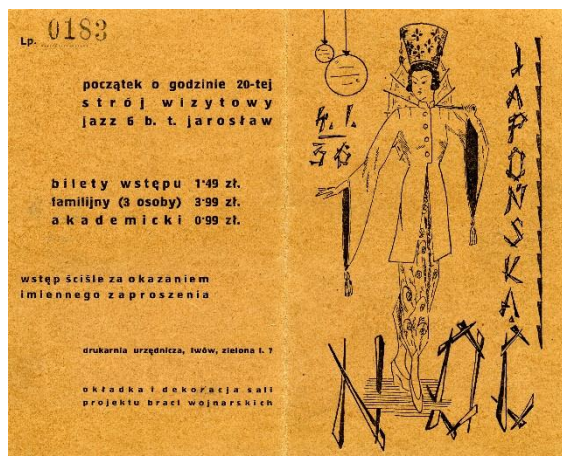 Lp. 0183
początek o godzinie 20-tej
strój wizytowy
jazz 6 b. t. jarosław
bilety wstępu 1·49 zł.
familijny (3 osoby) 3·99 zł.
akademicki 0·99 zł.
wstęp ściśle za okazaniem
imiennego zaproszenia
drukarnia urzędnicza, lwów, zielona l. 7
okładka i dekoracja sali
projektu braci wojnarskich
4. I.
36
JAPOŃSKA
NOC